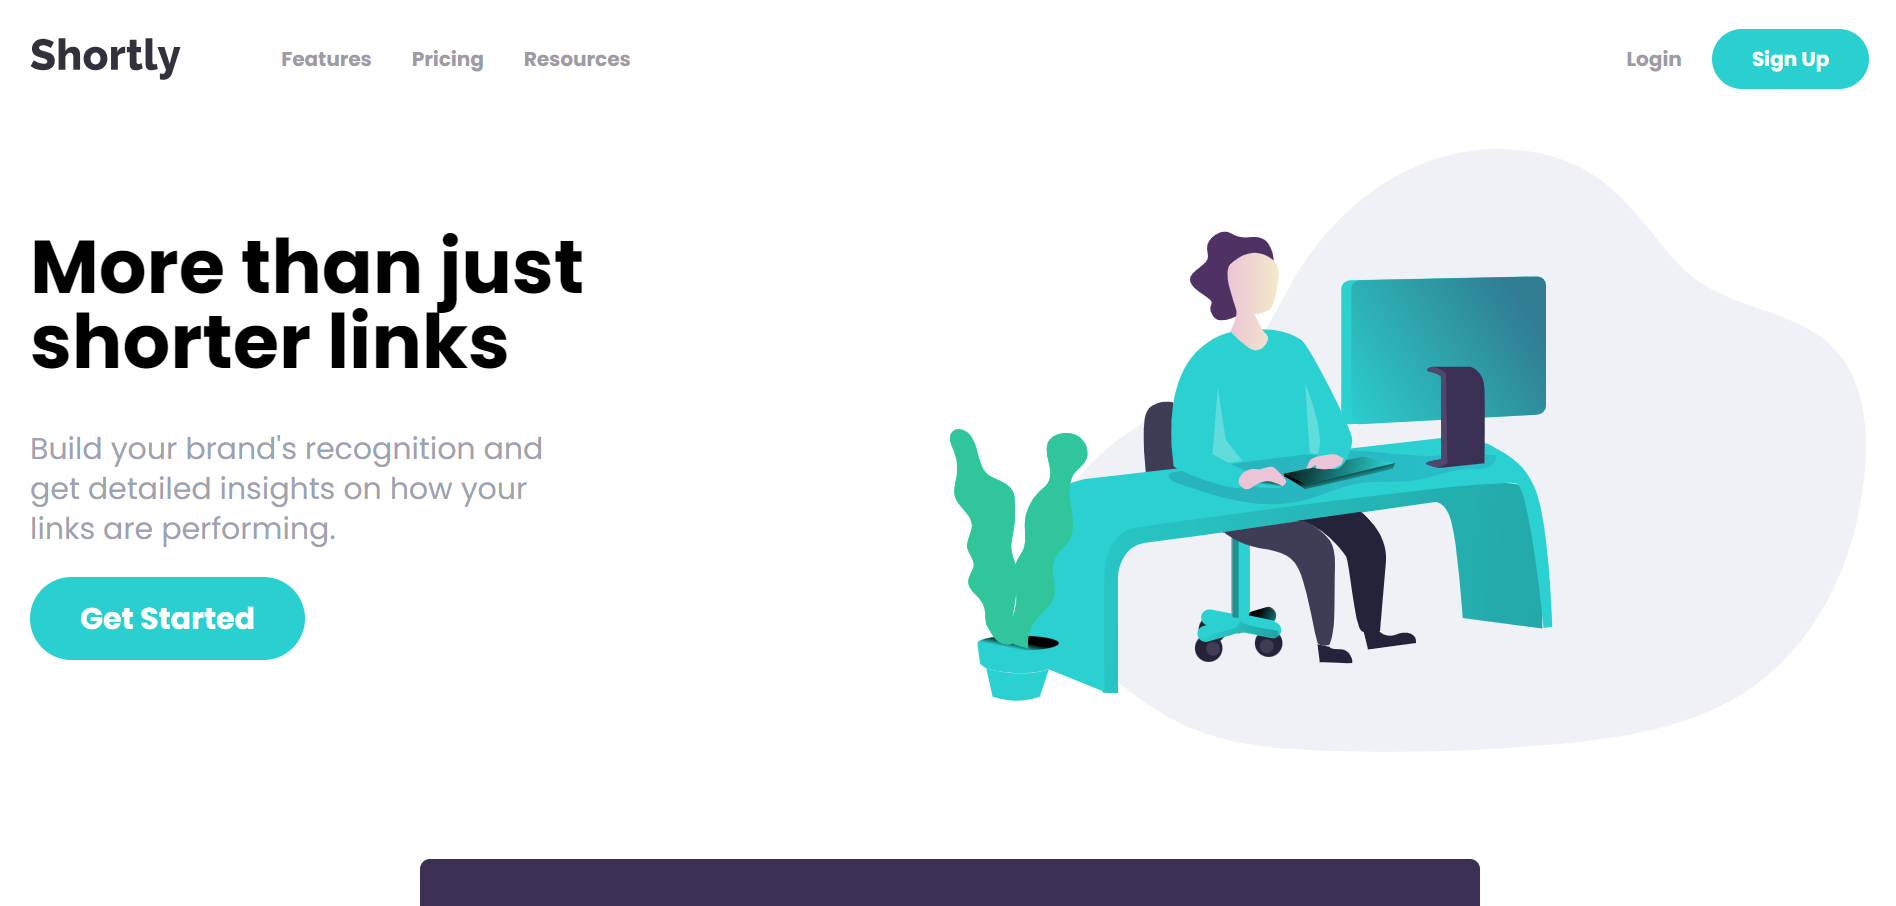 Shortly
Features Pricing Resources
Login Sign Up
More than just
shorter links
Build your brand's recognition and
get detailed insights on how your
links are performing.
Get Started